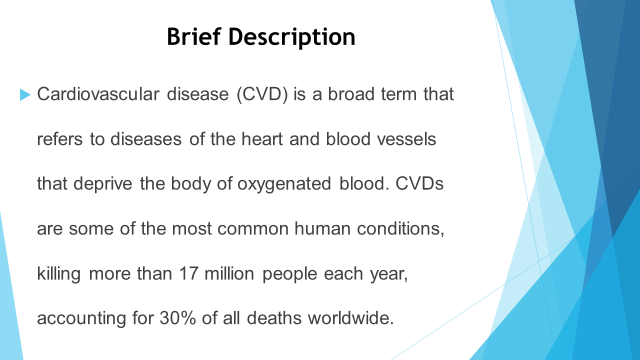 Brief Description
Cardiovascular disease (CVD) is a broad term that
refers to diseases of the heart and blood vessels
that deprive the body of oxygenated blood. CVDs
are some of the most common human conditions,
killing more than 17 million people each year,
accounting for 30% of all deaths worldwide.